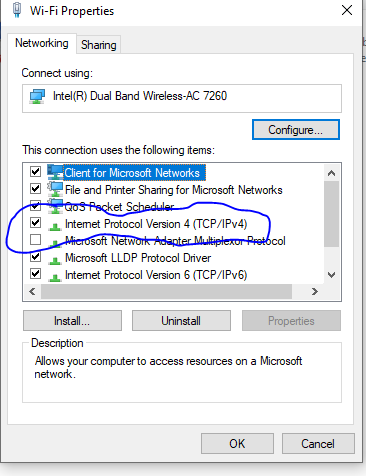 Wi-Fi Properties
Networking
Sharing
Connect using:
Intel(R) Dual Band Wireless-AC 7260
Configure...
This connection uses the following items:
Client for Microsoft Networks
File and Printer Sharing for Microsoft Networks
QoS Packet Scheduler
Internet Protocol Version 4 (TCP/IPv4)
Microsoft Network Adapter Multiplexor Protocol
Microsoft LLDP Protocol Driver
Internet Protocol Version 6 (TCP/IPv6)
Install...
Uninstall
Properties
Description
Allows your computer to access resources on a Microsoft
network.
OK
Cancel